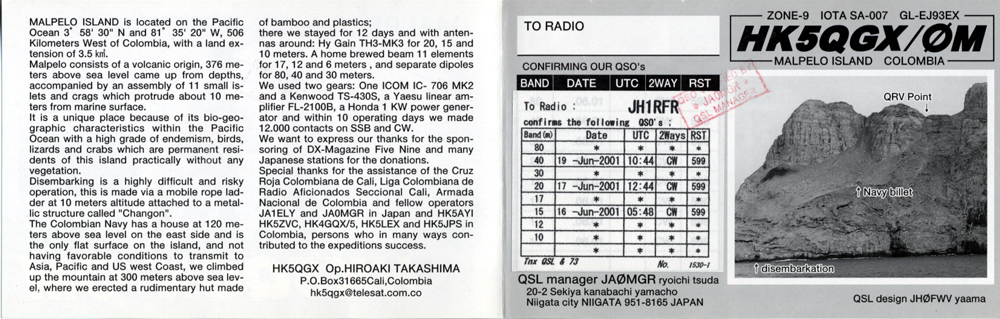 MALPELO ISLAND is located on the Pacific
Ocean 3° 58' 30" N and 81° 35' 20" W, 506
Kilometers West of Colombia, with a land ex-
tension of 3.5 ㎢.
Malpelo consists of a volcanic origin, 376 me-
ters above sea level came up from depths,
accompanied by an assembly of 11 small is-
lets and crags which protrude about 10 me-
ters from marine surface.
It is a unique place because of its bio-geo-
graphic characteristics within the Pacific
Ocean with a high grade of endemism, birds,
lizards and crabs which are permanent resi-
dents of this island practically without any
vegetation.
Disembarking is a highly difficult and risky
operation, this is made via a mobile rope lad-
der at 10 meters altitude attached to a metal-
lic structure called "Changon".
The Colombian Navy has a house at 120 me-
ters above sea level on the east side and is
the only flat surface on the island, and not
having favorable conditions to transmit to
Asia, Pacific and US west Coast, we climbed
up the mountain at 300 meters above sea lev-
el, where we erected a rudimentary hut made
of bamboo and plastics;
there we stayed for 12 days and with anten-
nas around: Hy Gain TH3-MK3 for 20, 15 and
10 meters. A home brewed beam 11 elements
for 17, 12 and 6 meters , and separate dipoles
for 80, 40 and 30 meters.
We used two gears: One ICOM IC- 706 MK2
and a Kenwood TS-430S, a Yaesu linear am-
plifier FL-2100B, a Honda 1 KW power gener-
ator and within 10 operating days we made
12.000 contacts on SSB and CW.
We want to express our thanks for the spon-
soring of DX-Magazine Five Nine and many
Japanese stations for the donations.
Special thanks for the assistance of the Cruz
Roja Colombiana de Cali, Liga Colombiana de
Radio Aficionados Seccional Cali, Armada
Nacional de Colombia and fellow operators
JA1ELY and JA0MGR in Japan and HK5AYI
HK5ZVC, HK4GQX/5, HK5LEX and HK5JPS in
Colombia, persons who in many ways con-
tributed to the expeditions success.
HK5QGX Op.HIROAKI TAKASHIMA
P.O.Box31665Cali,Colombia
hk5qgx@telesat.com.co
TO RADIO
CONFIRMING OUR QSO's
BAND DATE UTC 2WAY RST
To Radio : JH1RFR
confirms the following QSO's :
Band(m) Date UTC 2Ways RST
80 * * * *
40 19 -Jun-2001 10:44 CW 599
30 * * * *
20 17 -Jun-2001 12:44 CW 599
17 * * * *
15 16 -Jun-2001 05:48 CW 599
12 * * * *
10 * * * *
* * * *
Tnx QSL & 73 No. 1530-1
QSL manager JAØMGR ryoichi tsuda
20-2 Sekiya kanabachi yamacho
Niigata city NIIGATA 951-8165 JAPAN
JA0MGR
QSL MANAGER
ZONE-9 IOTA SA-007 GL-EJ93EX
HK5QGX/ØM
MALPELO ISLAND COLOMBIA
QRV Point
↑ Navy billet
↑ disembarkation
QSL design JHØFWV yaama